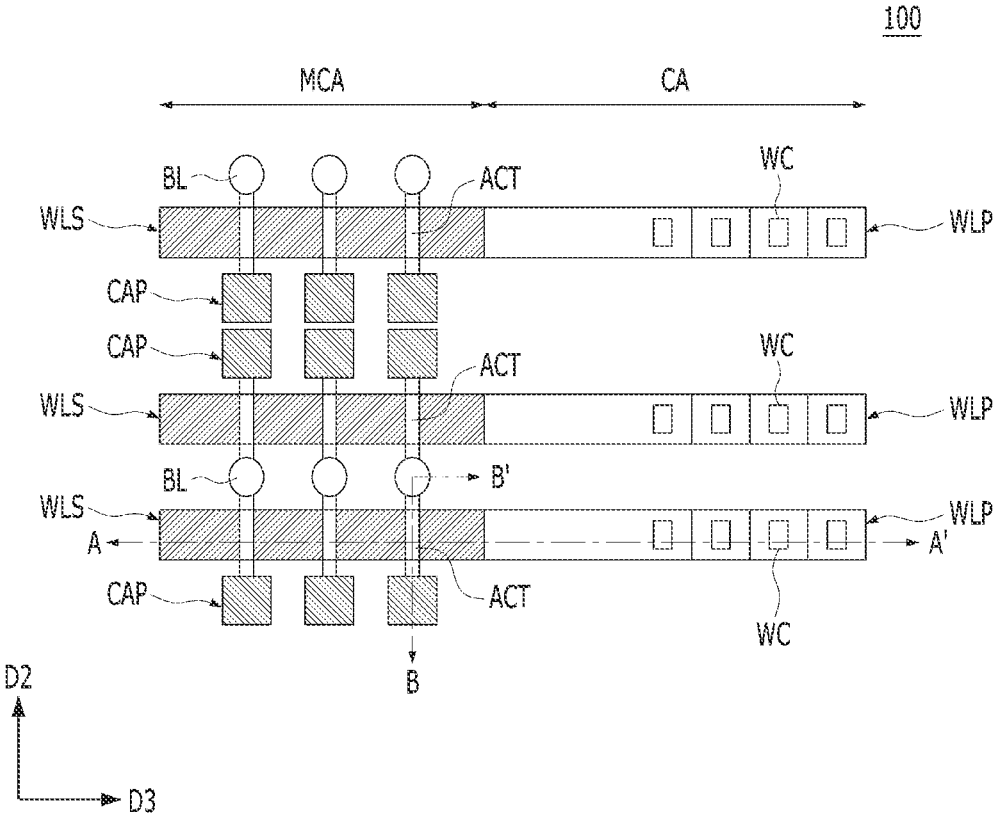 100
MCA CA
BL ACT WC
WLS WLP
CAP
CAP ACT WC
WLS WLP
BL B'
WLS WLP
A A'
CAP ACT
WC
B
D2
D3